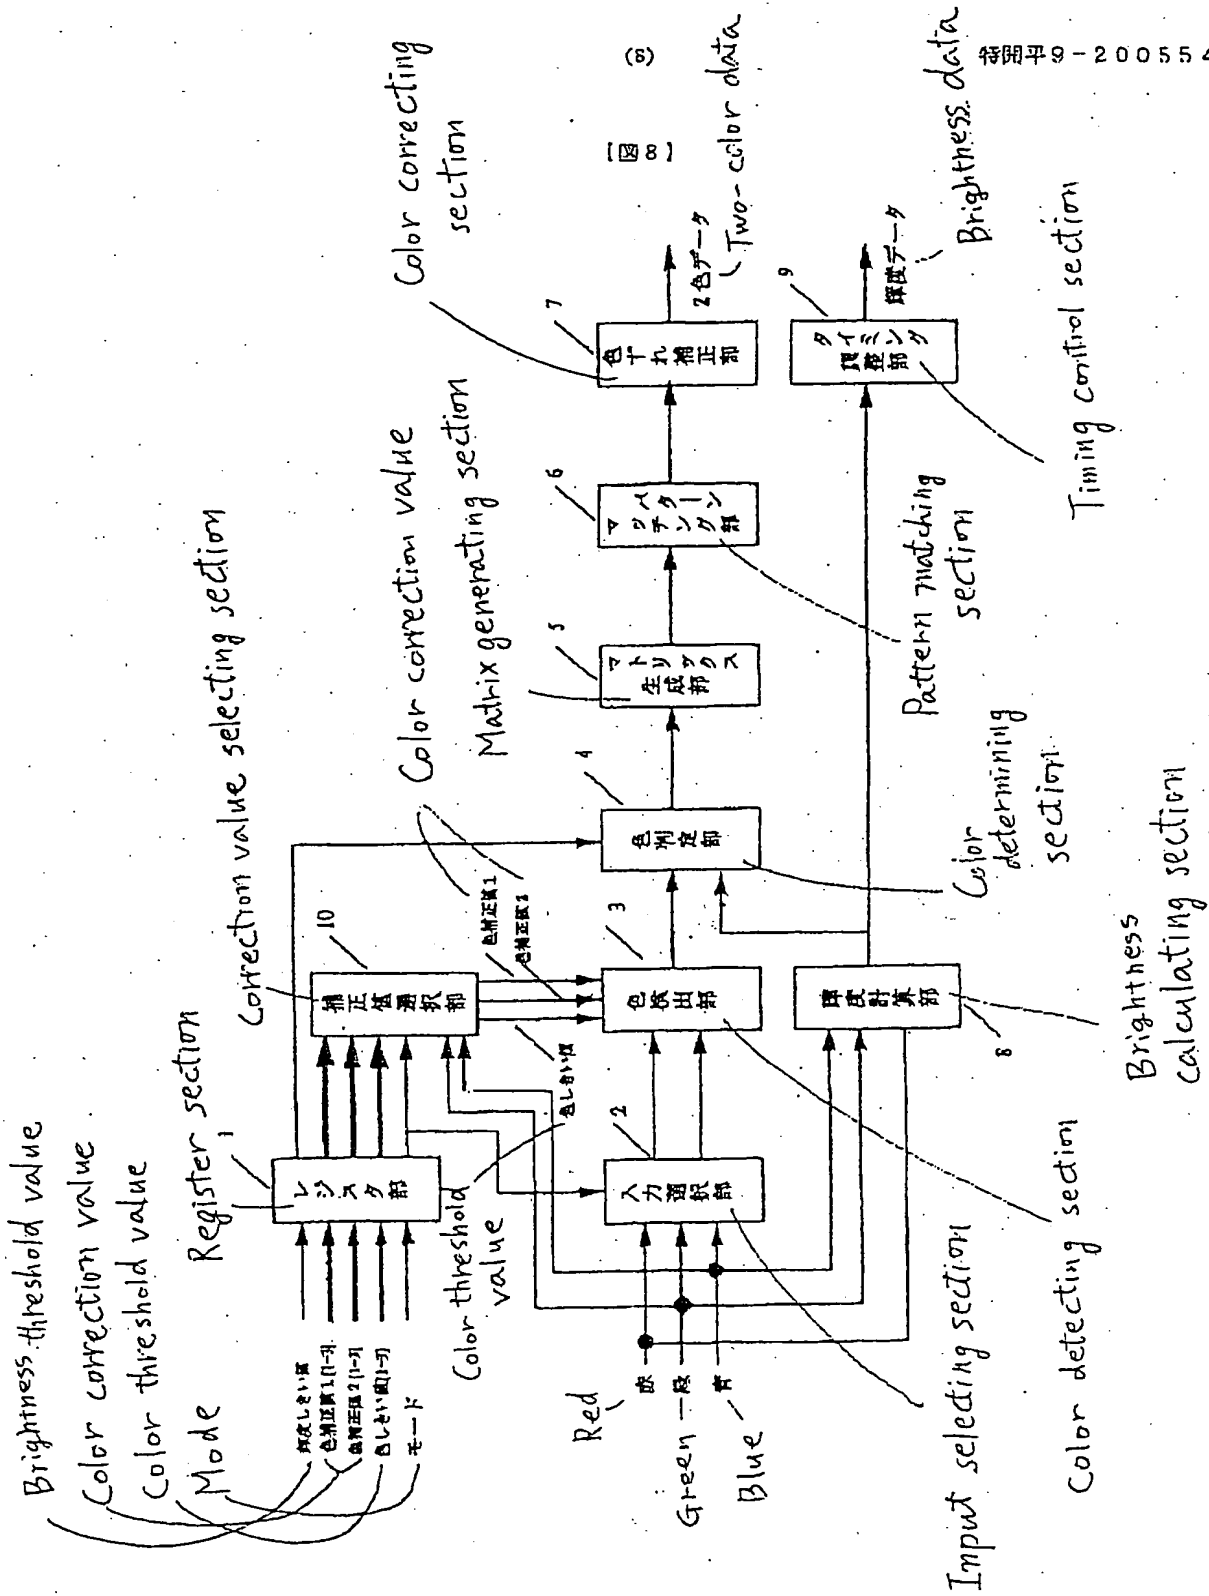 (8)
特開平9-200554
【図8】
Brightness threshold value
Color correction value
Color threshold value
Mode
輝度しきい値
色補正値1(1-3)
色補正値2(1-3)
色しきい値(1-3)
モード
Register section
1
レジスタ部
Correction value selecting section
10
補正値選択部
Color correction value
色補正値1
色補正値2
色しきい値
Color threshold
value
Red
Green
Blue
赤
緑
青
2
入力選択部
Input selecting section
3
色検出部
Color detecting section
4
色判定部
Color
determining
section
5
マトリックス
生成部
Matrix generating section
6
パターン
マッチング部
Pattern matching
section
7
色ずれ補正部
Color correcting
section
2色データ
Two-color data
8
輝度計算部
Brightness
calculating section
9
タイミング
調整部
Timing control section
輝度データ
Brightness data